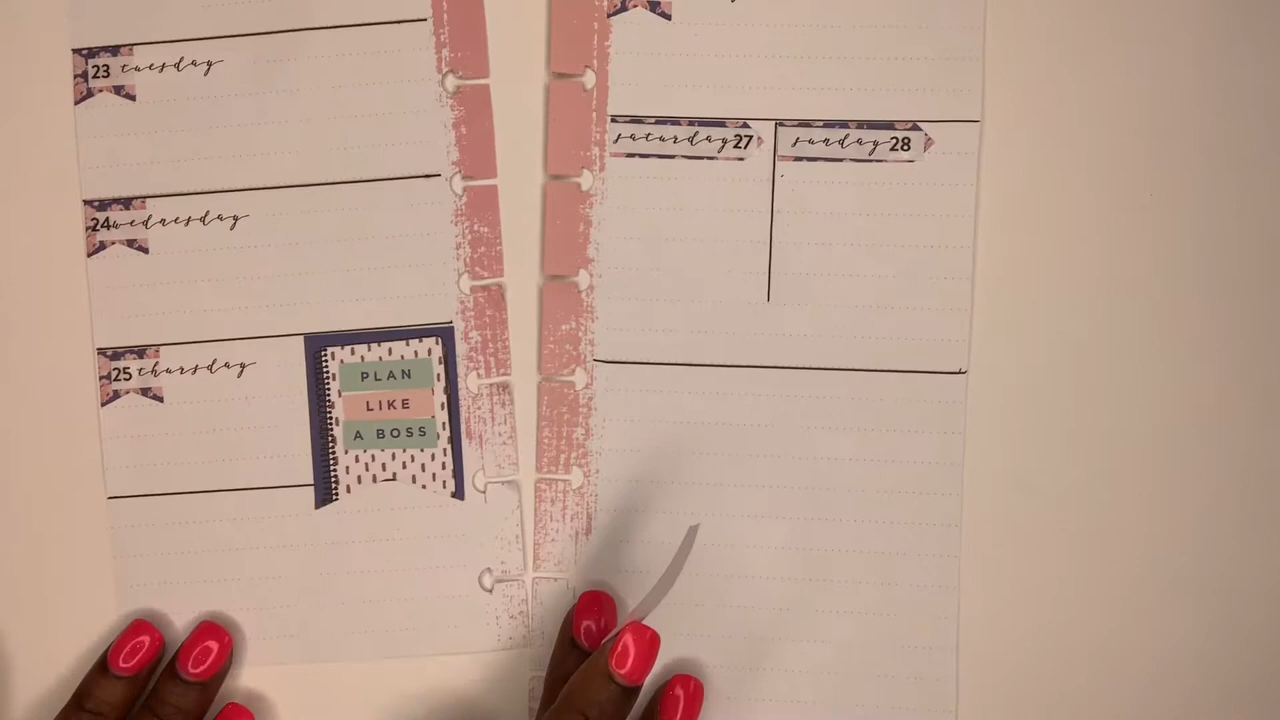 23 tuesday
24 wednesday
25 thursday
PLAN
LIKE
A BOSS
saturday 27
sunday 28